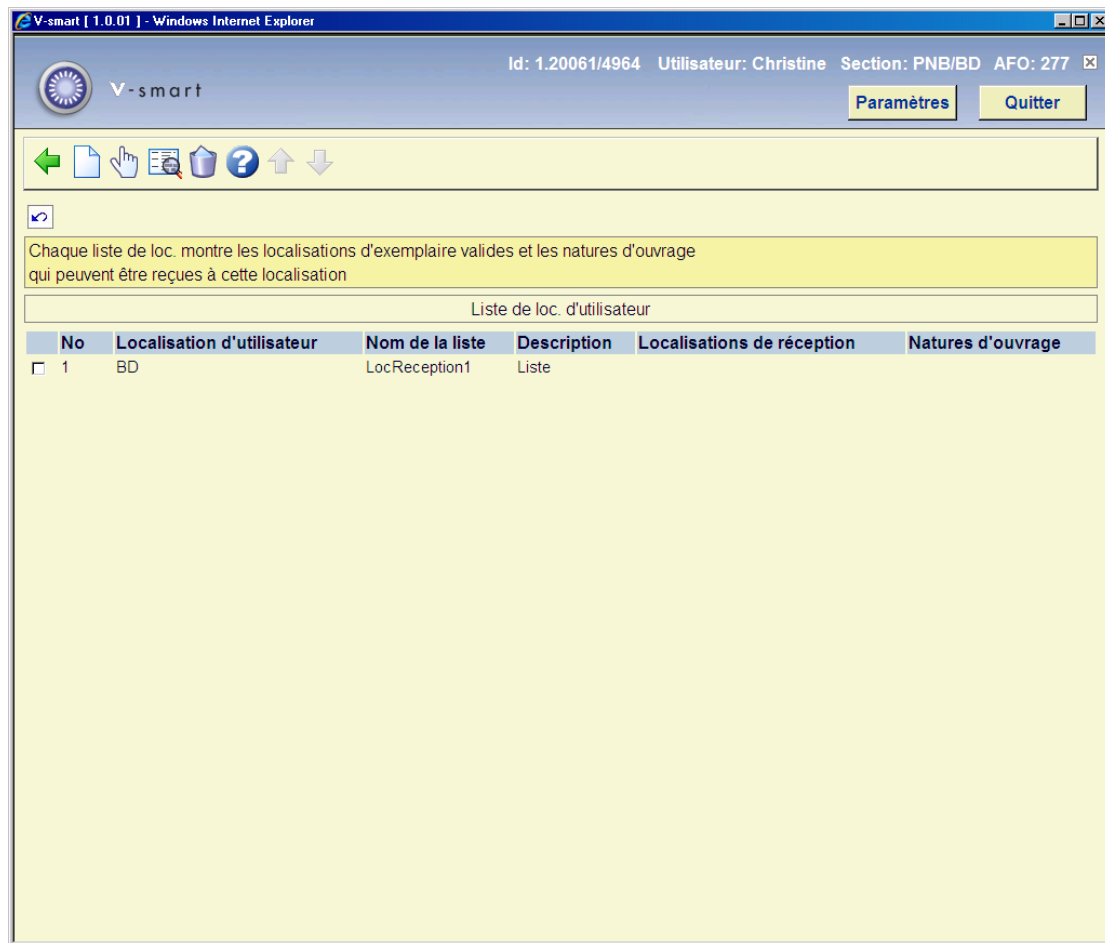 V-smart [ 1.0.01 ] - Windows Internet Explorer
Id: 1.20061/4964 Utilisateur: Christine Section: PNB/BD AFO: 277
V-smart
Paramètres Quitter
Chaque liste de loc. montre les localisations d'exemplaire valides et les natures d'ouvrage
qui peuvent être reçues à cette localisation
Liste de loc. d'utilisateur
No Localisation d'utilisateur Nom de la liste Description Localisations de réception Natures d'ouvrage
1 BD LocReception1 Liste